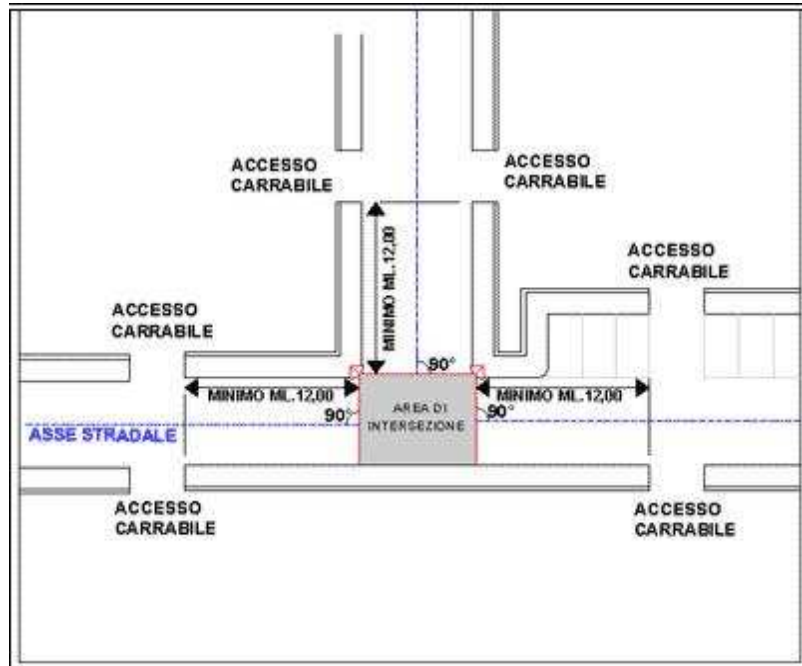 ACCESSO
CARRABILE
ACCESSO
CARRABILE
MINIMO ML.12,00
ACCESSO
CARRABILE
ACCESSO
CARRABILE
90°
MINIMO ML.12,00
MINIMO ML.12,00
90°
AREA DI
INTERSEZIONE
90°
ASSE STRADALE
ACCESSO
CARRABILE
ACCESSO
CARRABILE